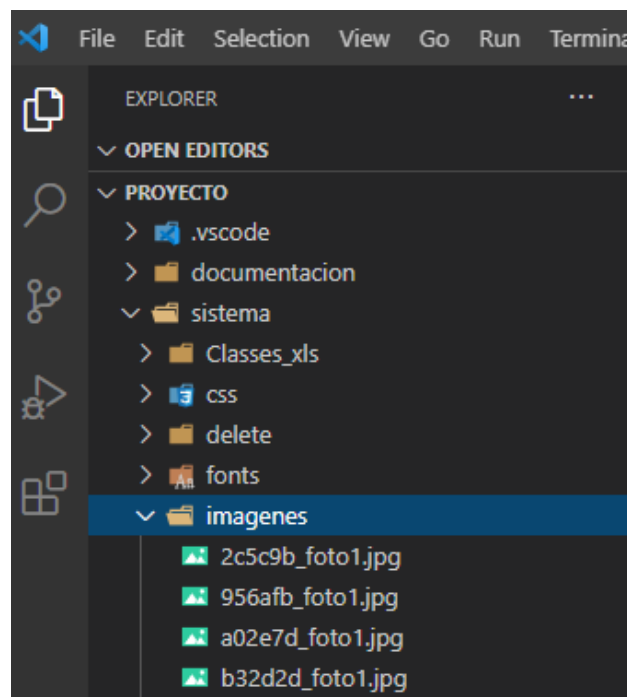 File Edit Selection View Go Run Termina
EXPLORER ...
OPEN EDITORS
PROYECTO
.vscode
documentacion
sistema
Classes_xls
css
delete
fonts
imagenes
2c5c9b_foto1.jpg
956afb_foto1.jpg
a02e7d_foto1.jpg
b32d2d_foto1.jpg